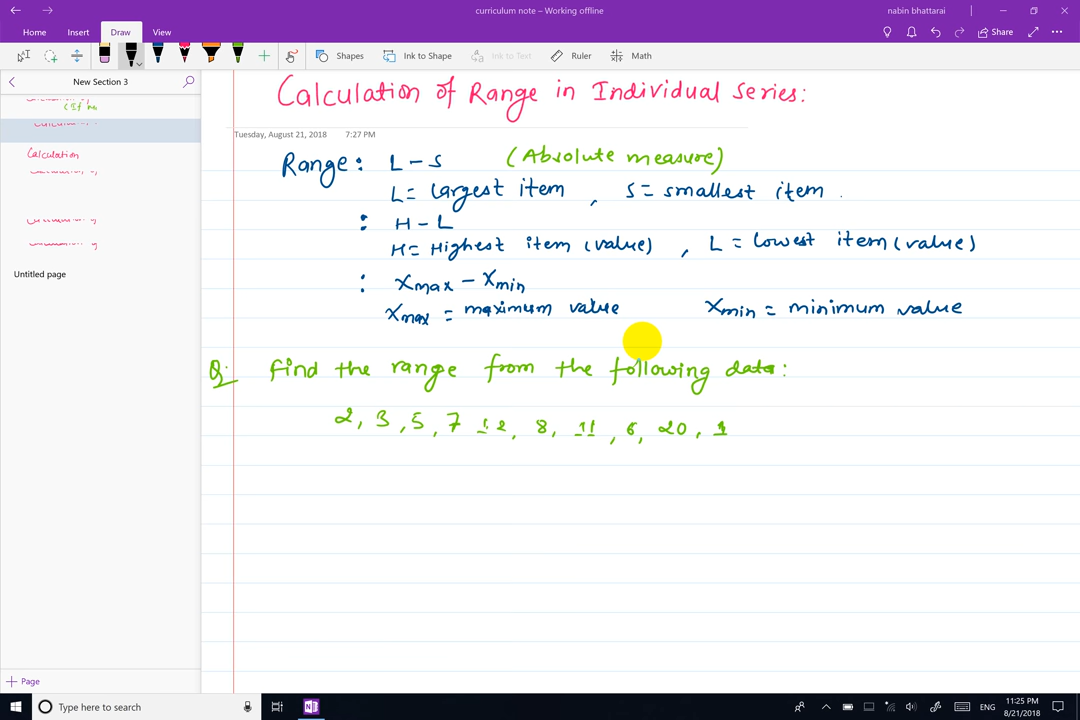 curriculum note – Working offline
nabin bhattarai
Home Insert Draw View
Share
Shapes Ink to Shape Ink to Text Ruler Math
New Section 3
Calculation of Range in Individual Series:
Tuesday, August 21, 2018 7:27 PM
Calculation
Range: L - S (Absolute measure)
L = largest item, S = smallest item.
: H - L
H = Highest item (value), L = lowest item (value)
: Xmax - Xmin
Xmax = maximum value Xmin = minimum value
Untitled page
Q. find the range from the following data:
2, 3, 5, 7 12, 8, 11, 6, 20, 1
Page
Type here to search
ENG
11:25 PM
8/21/2018